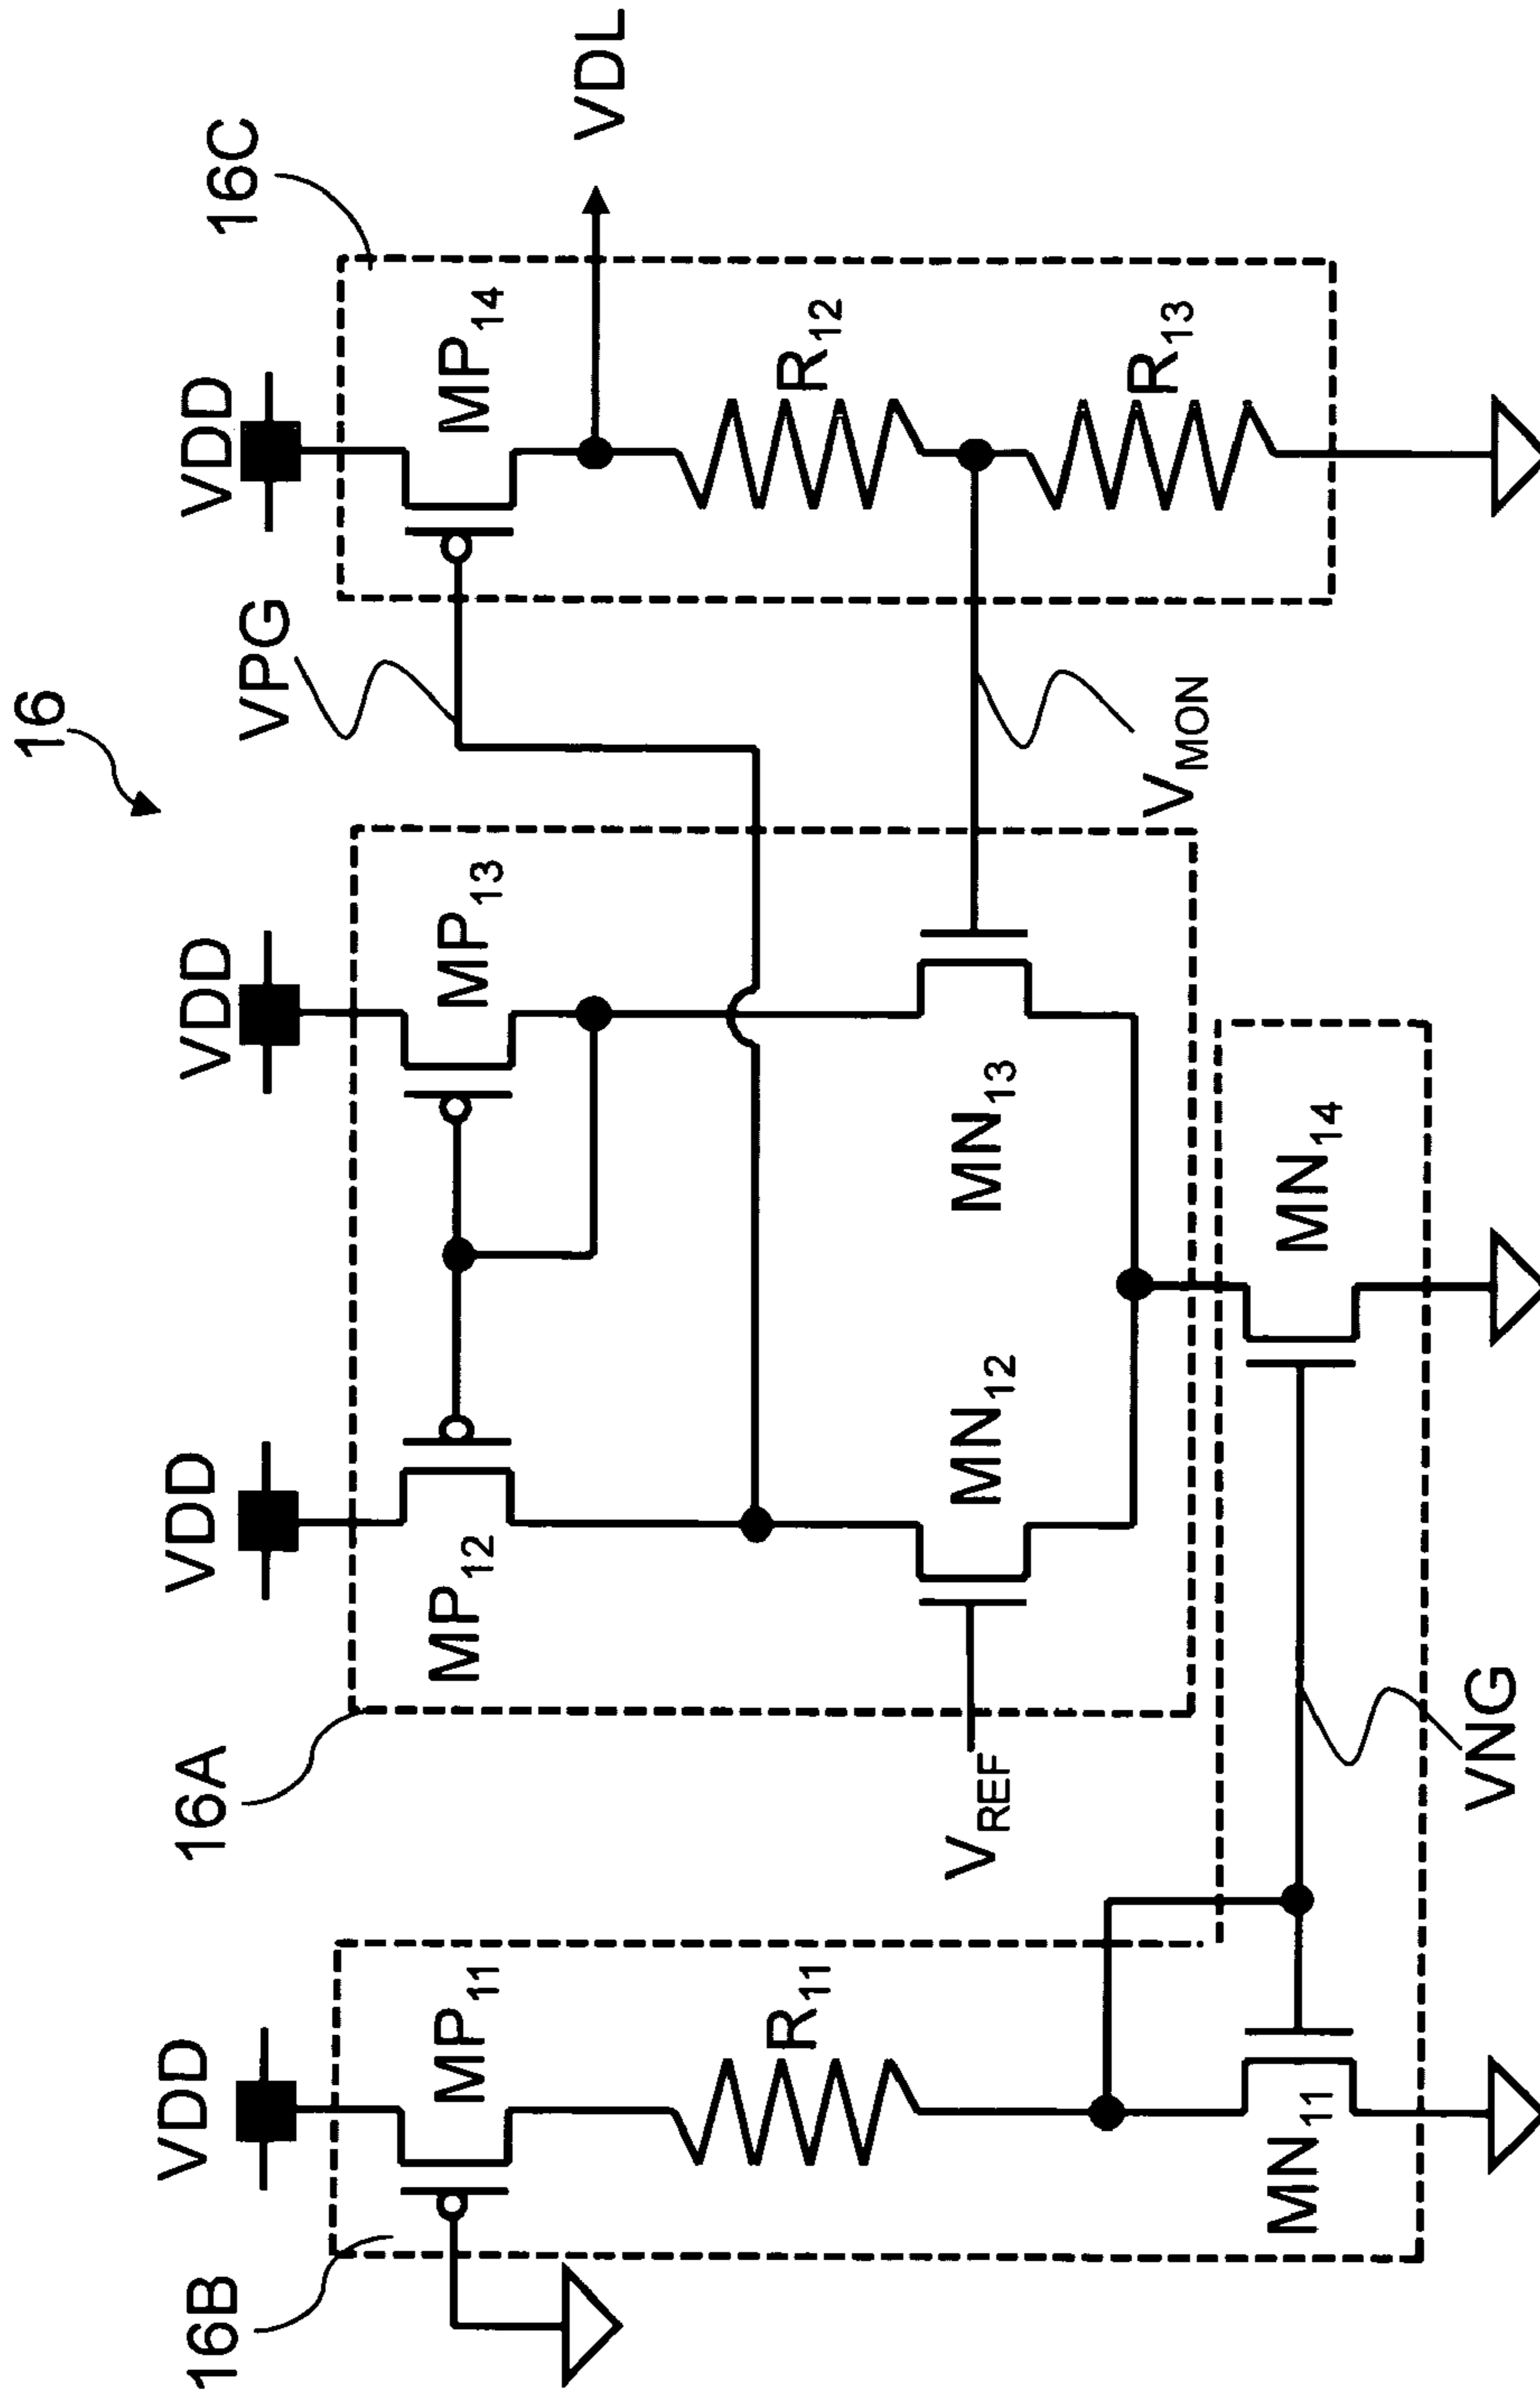 16
16B
VDD
MP11
R11
MN11
16A
VDD
MP12
VDD
MP13
VREF
MN12
MN13
VNG
MN14
VPG
VMON
16C
VDD
MP14
VDL
R12
R13